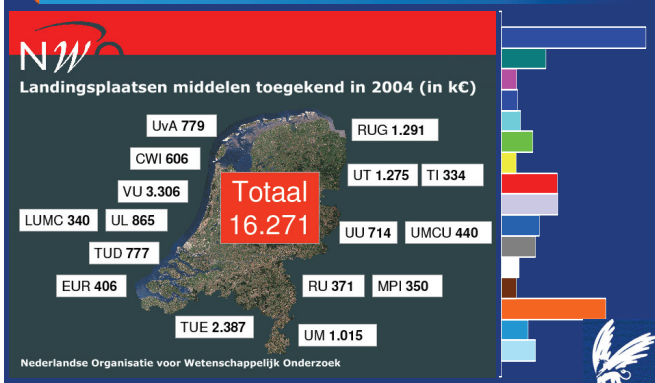 NWO
Landingsplaatsen middelen toegekend in 2004 (in k€)
UvA 779
RUG 1.291
CWI 606
UT 1.275
TI 334
VU 3.306
Totaal
16.271
LUMC 340
UL 865
UU 714
UMCU 440
TUD 777
EUR 406
RU 371
MPI 350
TUE 2.387
UM 1.015
Nederlandse Organisatie voor Wetenschappelijk Onderzoek